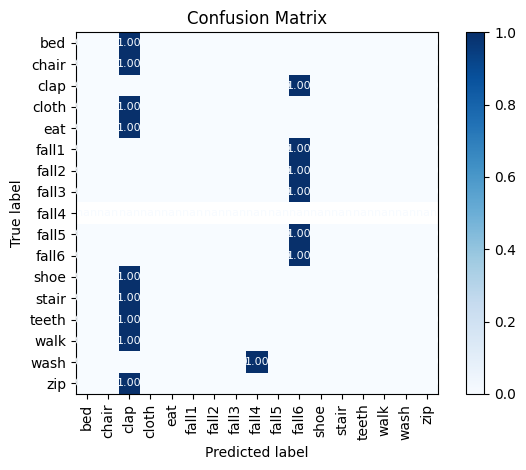 Confusion Matrix
True label
bed 1.00
chair 1.00
clap 1.00
cloth 1.00
eat 1.00
fall1 1.00
fall2 1.00
fall3 1.00
fall4
fall5 1.00
fall6 1.00
shoe 1.00
stair 1.00
teeth 1.00
walk 1.00
wash 1.00
zip 1.00
bed chair clap cloth eat fall1 fall2 fall3 fall4 fall5 fall6 shoe stair teeth walk wash zip
Predicted label
1.0
0.8
0.6
0.4
0.2
0.0